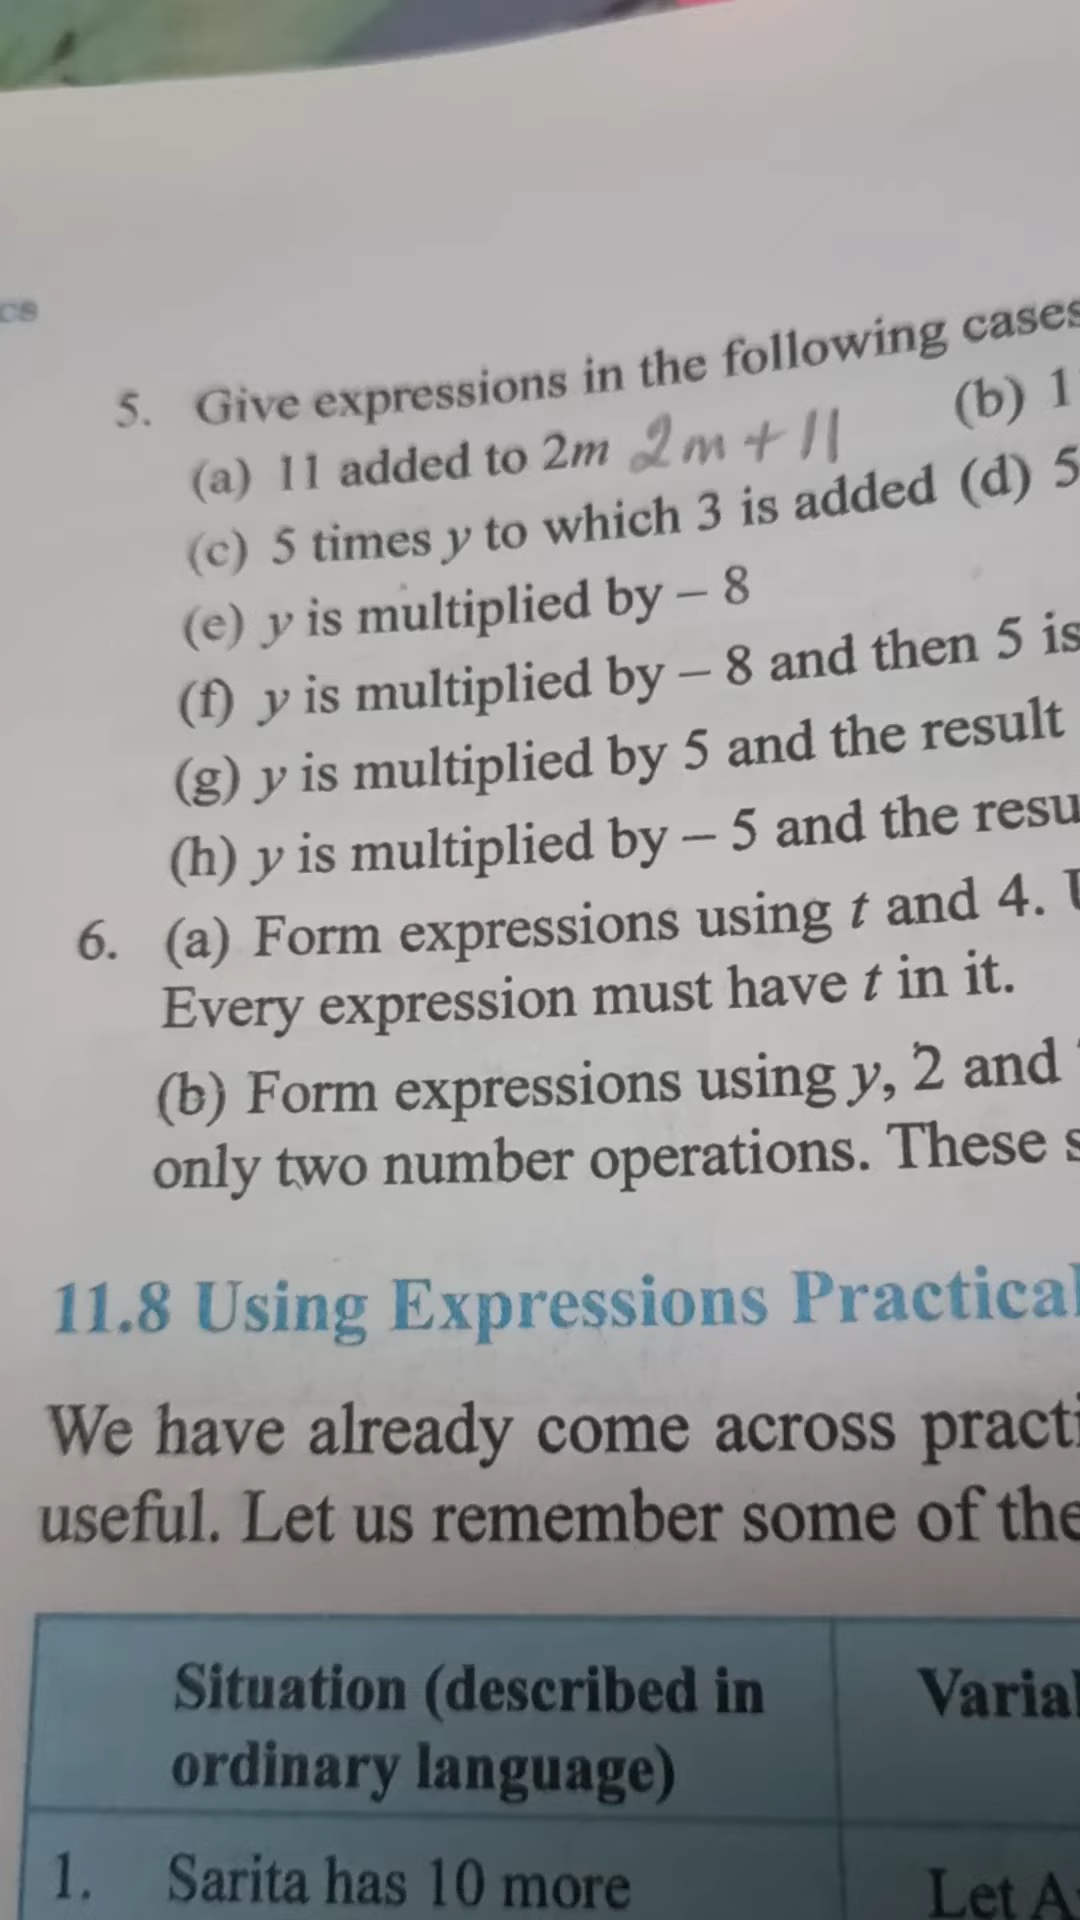 cs
5. Give expressions in the following cases
(a) 11 added to 2m 2m+11 (b) 1
(c) 5 times y to which 3 is added (d) 5
(e) y is multiplied by – 8
(f) y is multiplied by – 8 and then 5 is
(g) y is multiplied by 5 and the result
(h) y is multiplied by – 5 and the resu
6. (a) Form expressions using t and 4. U
Every expression must have t in it.
(b) Form expressions using y, 2 and
only two number operations. These s
11.8 Using Expressions Practical
We have already come across practi
useful. Let us remember some of the
Situation (described in Varial
ordinary language)
1. Sarita has 10 more Let A